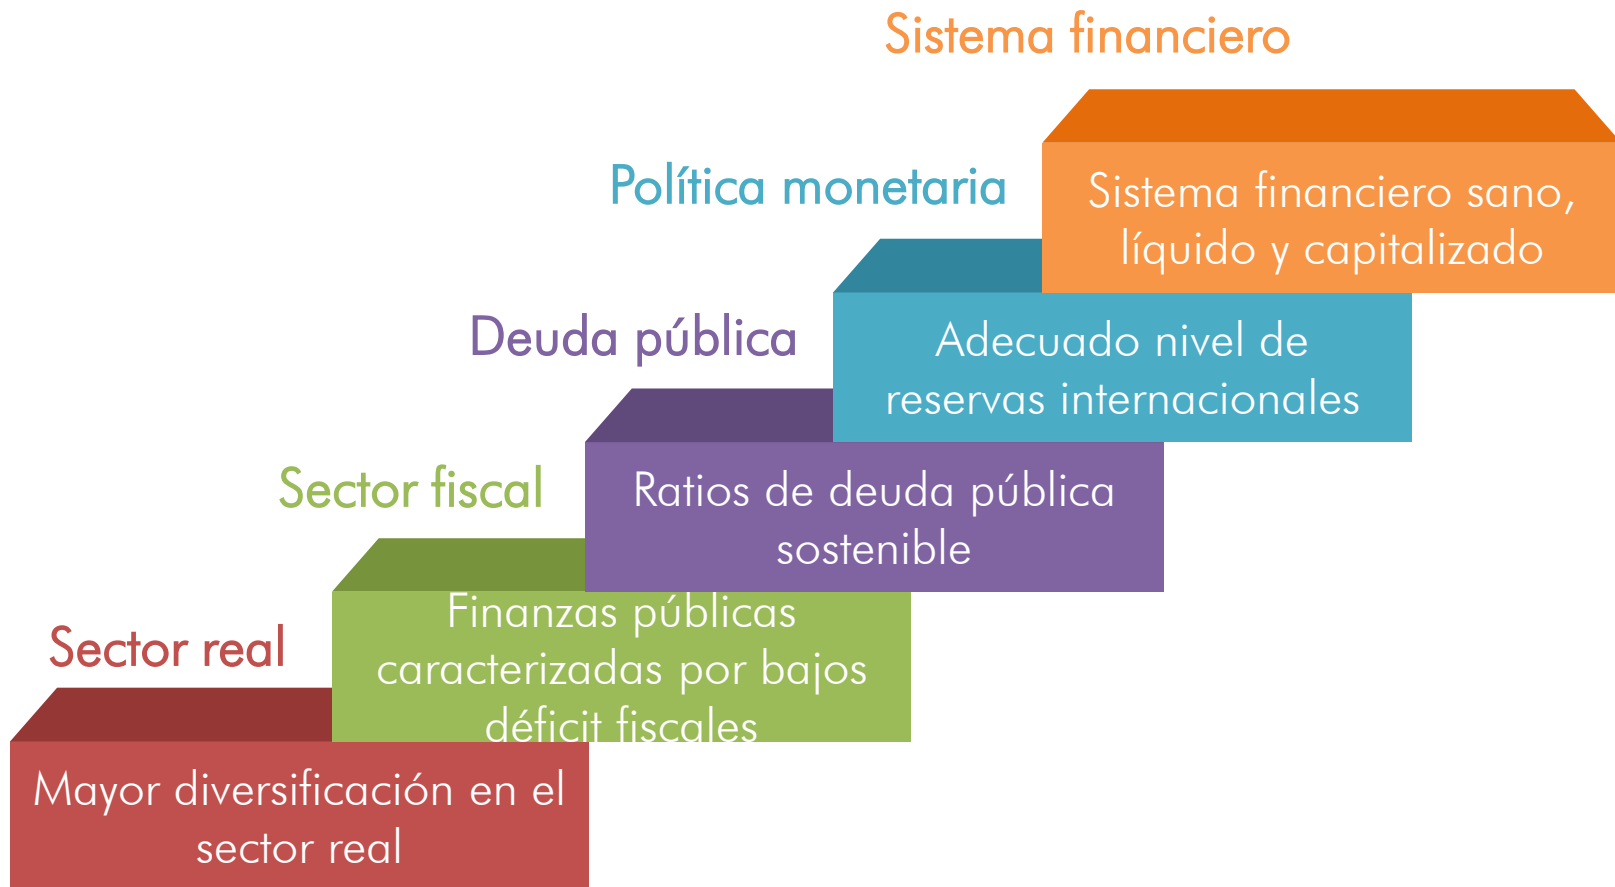 Sistema financiero
Sistema financiero sano,
líquido y capitalizado
Política monetaria
Adecuado nivel de
reservas internacionales
Deuda pública
Ratios de deuda pública
sostenible
Sector fiscal
Finanzas públicas
caracterizadas por bajos
déficit fiscales
Sector real
Mayor diversificación en el
sector real